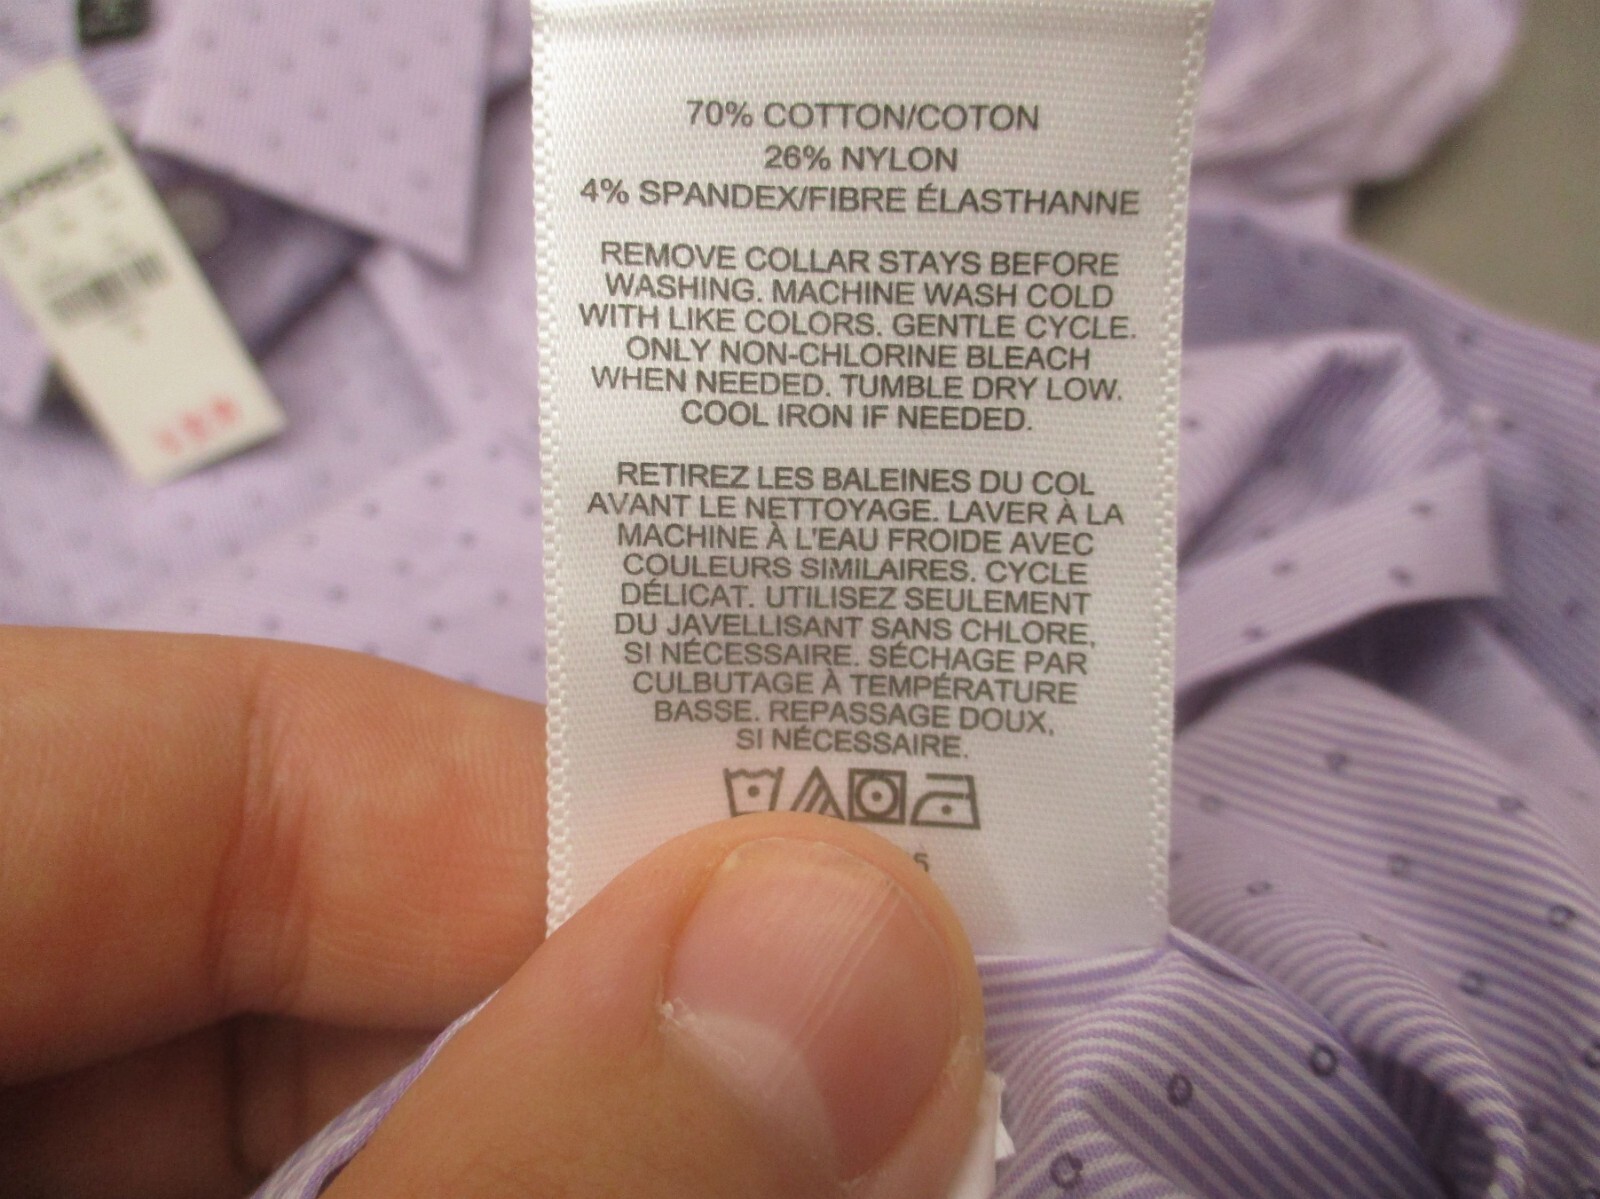 70% COTTON/COTON
26% NYLON
4% SPANDEX/FIBRE ÉLASTHANNE
REMOVE COLLAR STAYS BEFORE
WASHING. MACHINE WASH COLD
WITH LIKE COLORS. GENTLE CYCLE.
ONLY NON-CHLORINE BLEACH
WHEN NEEDED. TUMBLE DRY LOW.
COOL IRON IF NEEDED.
RETIREZ LES BALEINES DU COL
AVANT LE NETTOYAGE. LAVER À LA
MACHINE À L'EAU FROIDE AVEC
COULEURS SIMILAIRES. CYCLE
DÉLICAT. UTILISEZ SEULEMENT
DU JAVELLISANT SANS CHLORE,
SI NÉCESSAIRE. SÉCHAGE PAR
CULBUTAGE À TEMPÉRATURE
BASSE. REPASSAGE DOUX,
SI NÉCESSAIRE.
5